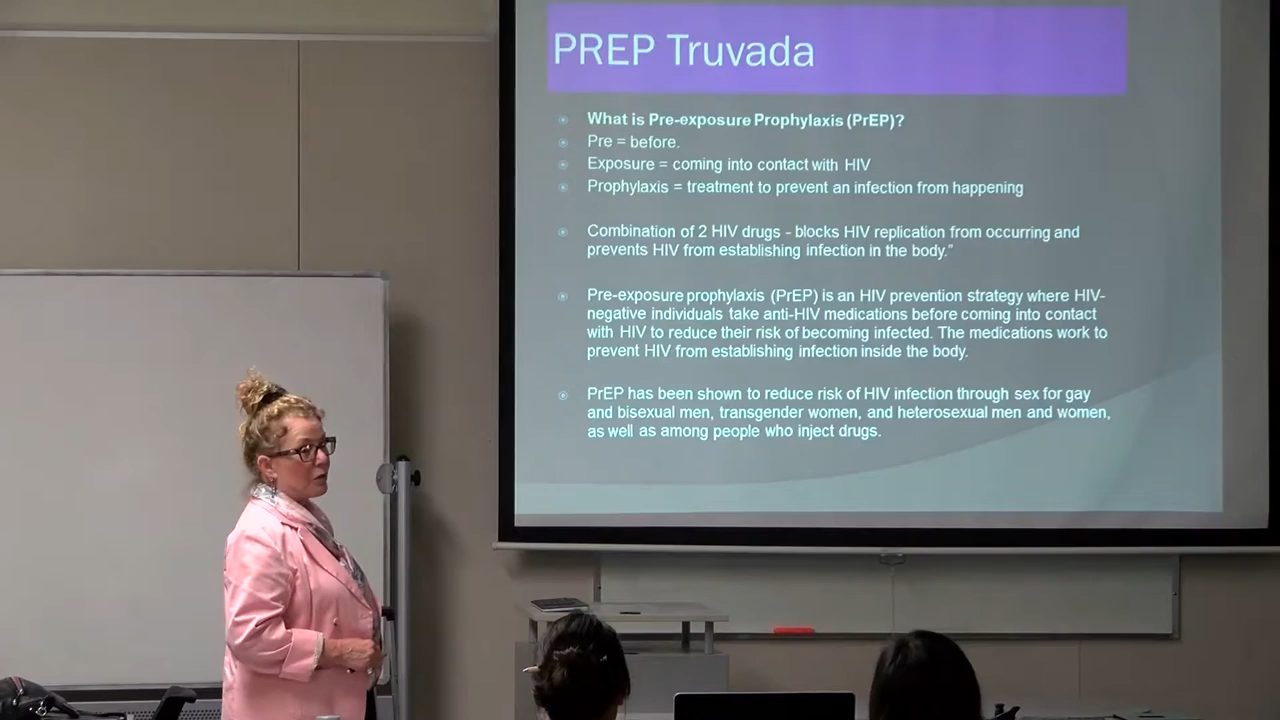 PREP Truvada
What is Pre-exposure Prophylaxis (PrEP)?
Pre = before.
Exposure = coming into contact with HIV
Prophylaxis = treatment to prevent an infection from happening
Combination of 2 HIV drugs - blocks HIV replication from occurring and
prevents HIV from establishing infection in the body.”
Pre-exposure prophylaxis (PrEP) is an HIV prevention strategy where HIV-
negative individuals take anti-HIV medications before coming into contact
with HIV to reduce their risk of becoming infected. The medications work to
prevent HIV from establishing infection inside the body.
PrEP has been shown to reduce risk of HIV infection through sex for gay
and bisexual men, transgender women, and heterosexual men and women,
as well as among people who inject drugs.